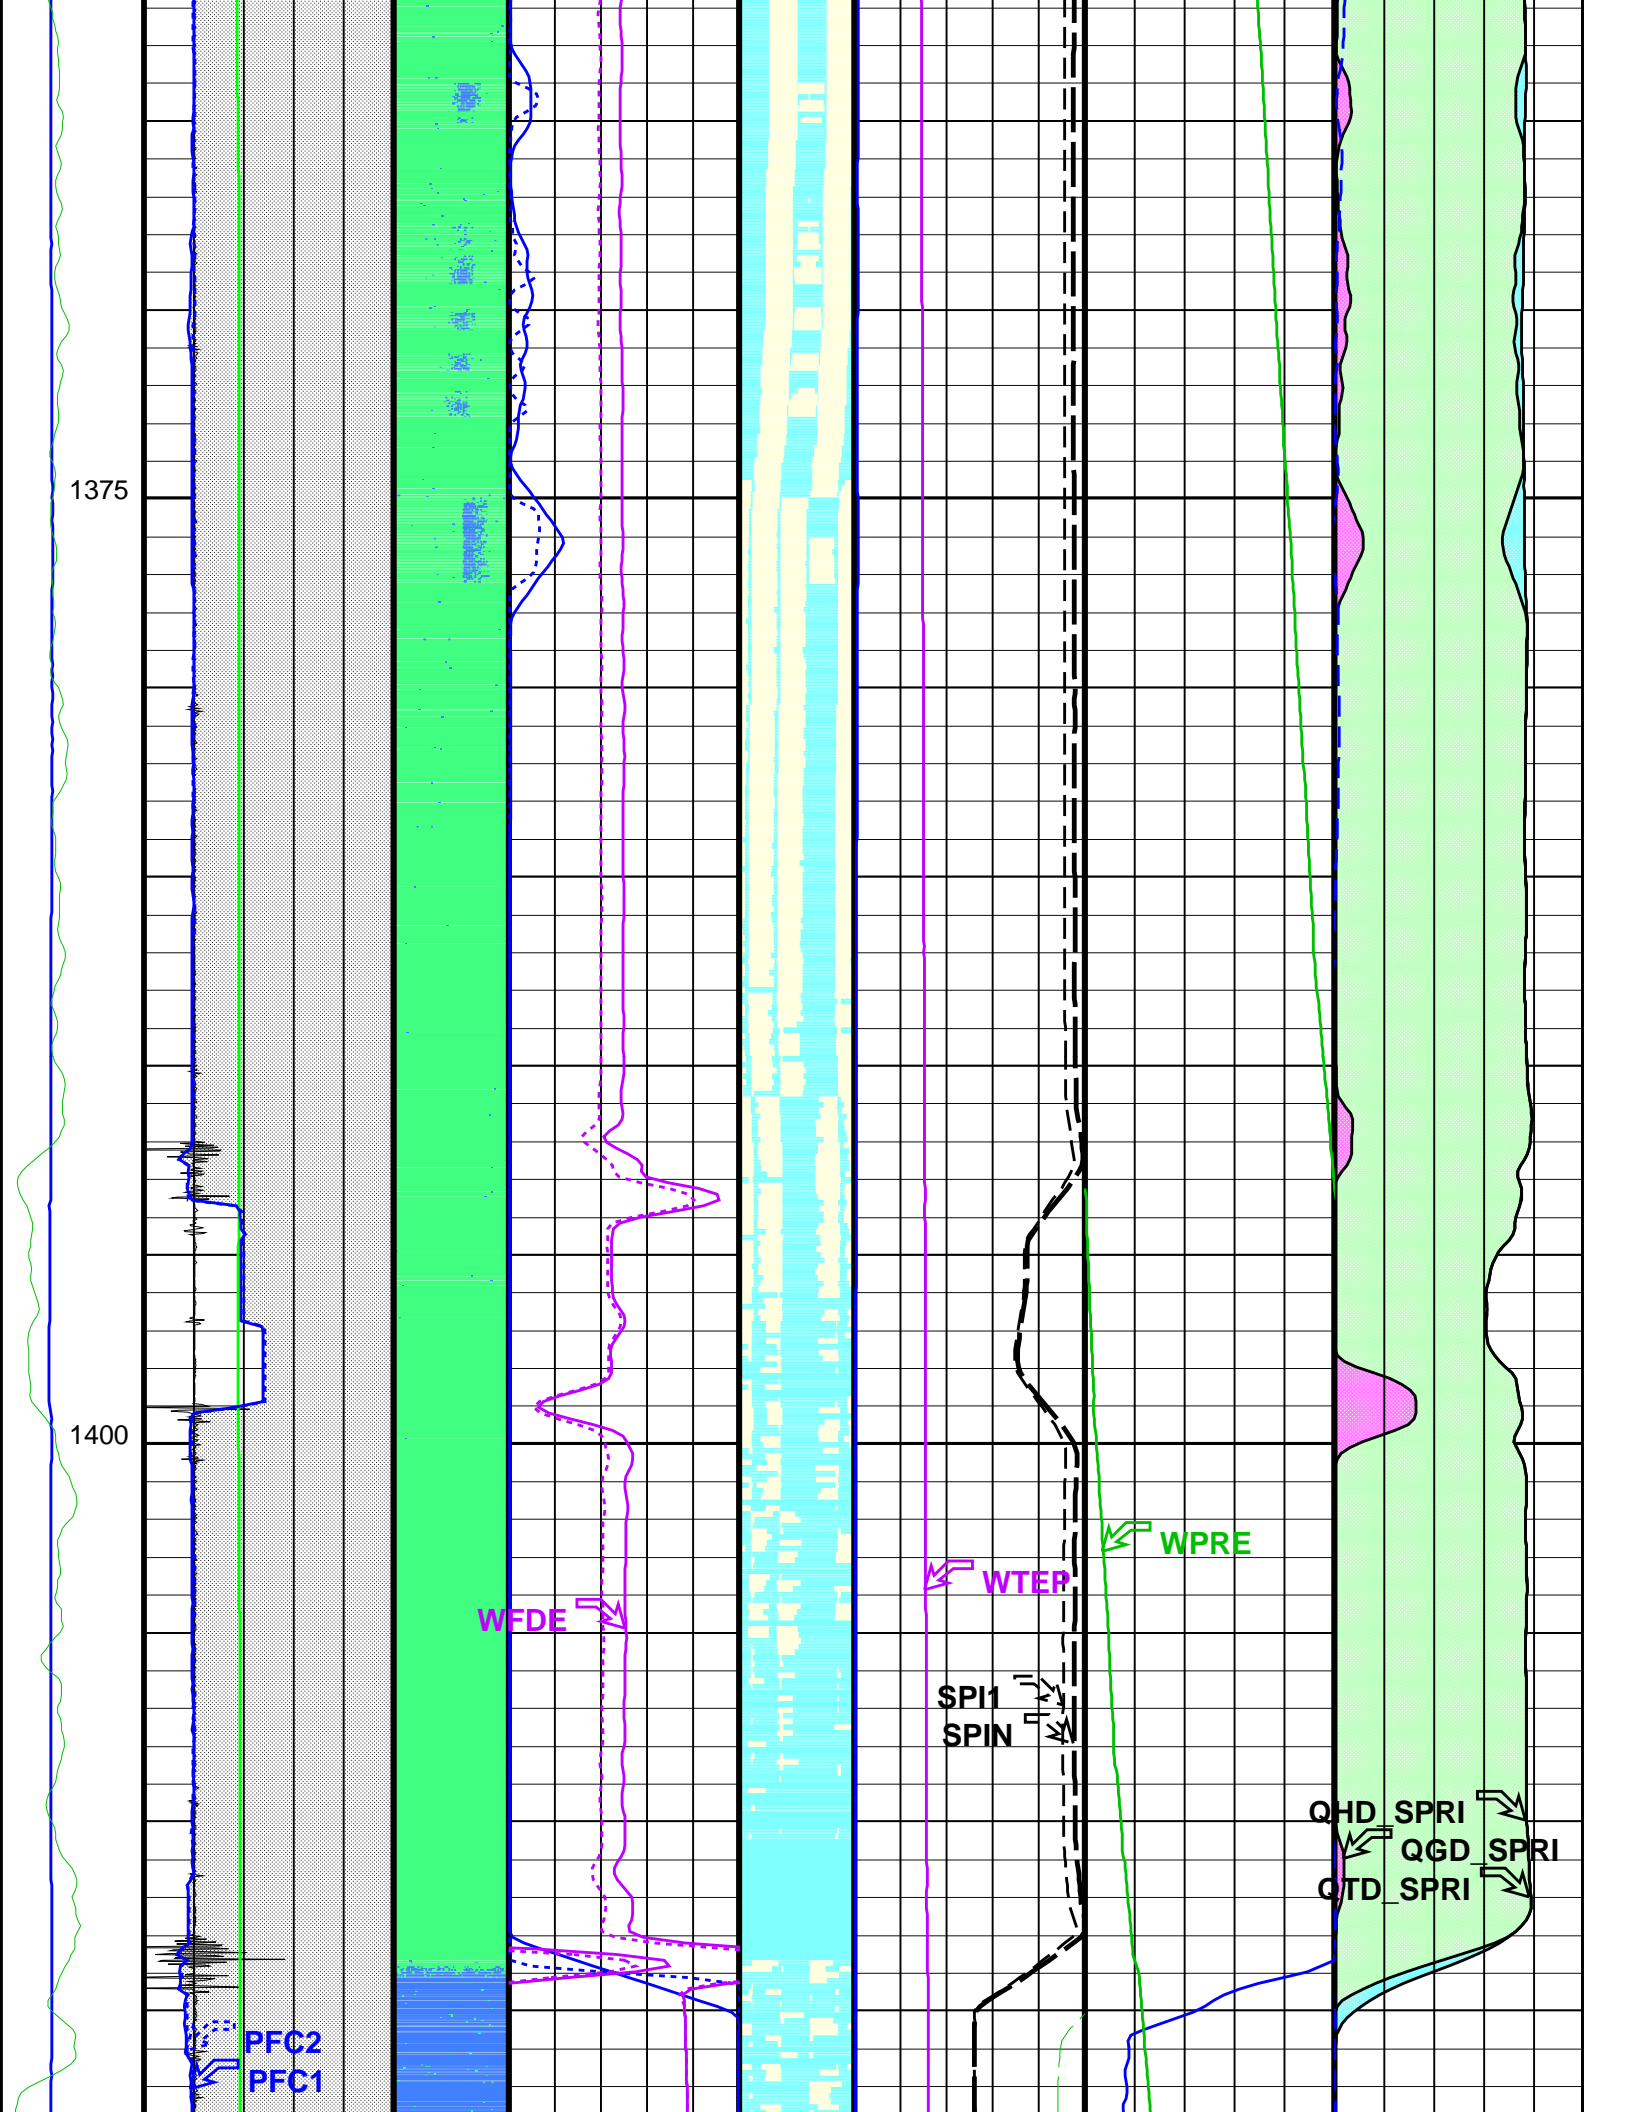 1375
1400
WPRE
WTEP
WFDE
SPI1
SPIN
QHD_SPRI
QGD_SPRI
QTD_SPRI
PFC2
PFC1